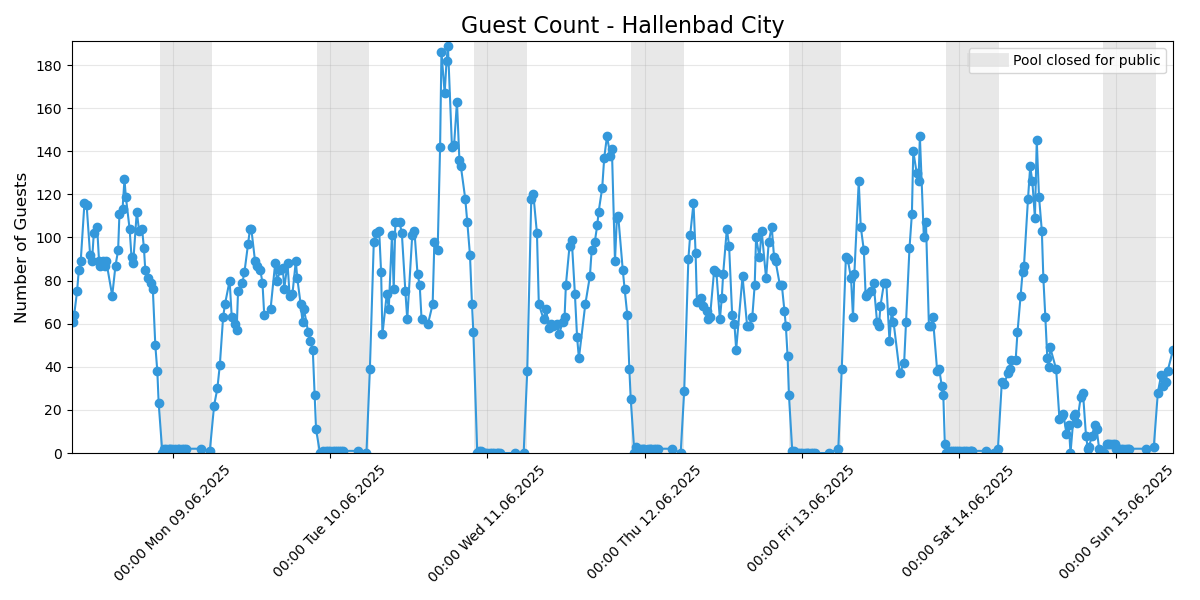 Guest Count - Hallenbad City
Pool closed for public
Number of Guests
180
160
140
120
100
80
60
40
20
0
00:00 Mon 09.06.2025
00:00 Tue 10.06.2025
00:00 Wed 11.06.2025
00:00 Thu 12.06.2025
00:00 Fri 13.06.2025
00:00 Sat 14.06.2025
00:00 Sun 15.06.2025